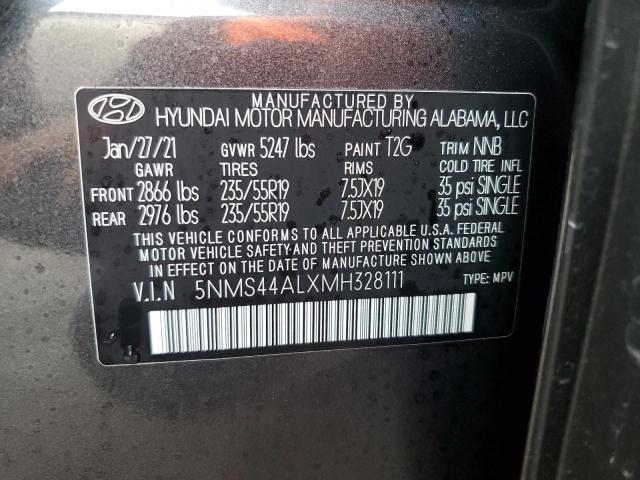 MANUFACTURED BY
HYUNDAI MOTOR MANUFACTURING ALABAMA, LLC
Jan/27/21 GVWR 5247 lbs PAINT T2G TRIM NNB
GAWR TIRES RIMS COLD TIRE INFL
FRONT 2866 lbs 235/55R19 7.5JX19 35 psi SINGLE
REAR 2976 lbs 235/55R19 7.5JX19 35 psi SINGLE
THIS VEHICLE CONFORMS TO ALL APPLICABLE U.S.A. FEDERAL
MOTOR VEHICLE SAFETY AND THEFT PREVENTION STANDARDS
IN EFFECT ON THE DATE OF MANUFACTURE SHOWN ABOVE
V.I.N 5NMS44ALXMH328111 TYPE: MPV